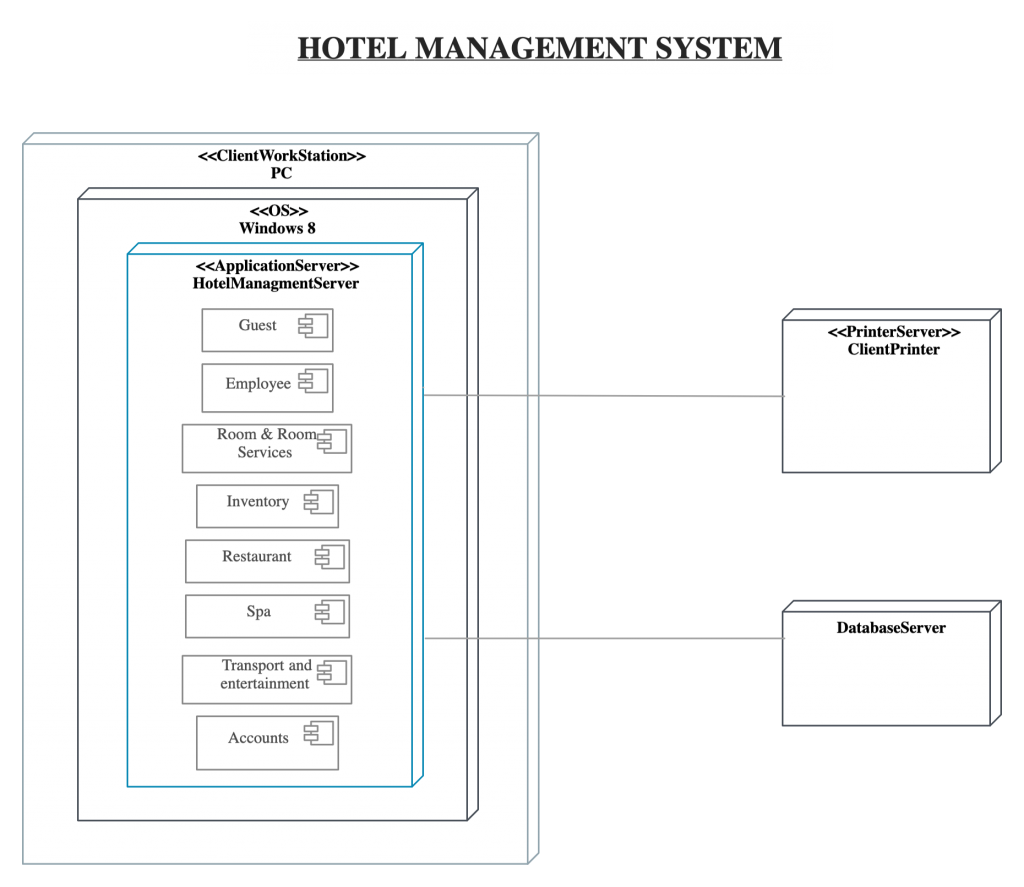 HOTEL MANAGEMENT SYSTEM
<<ClientWorkStation>>
PC
<<OS>>
Windows 8
<<ApplicationServer>>
HotelManagmentServer
Guest
Employee
Room & Room
Services
Inventory
Restaurant
Spa
Transport and
entertainment
Accounts
<<PrinterServer>>
ClientPrinter
DatabaseServer